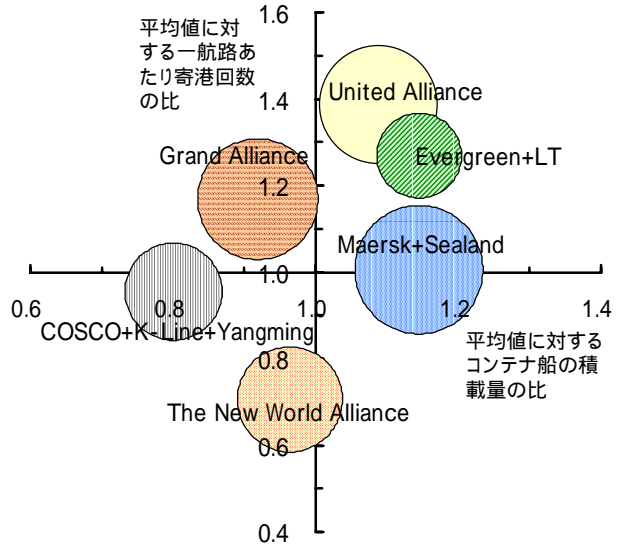 1.6
平均値に対
する一航路あ
たり寄港回数
の比
United Alliance
1.4
Evergreen+LT
Grand Alliance
1.2
Maersk+Sealand
1.0
0.6
0.8
1.0
1.2
1.4
COSCO+K-Line+Yangming
平均値に対する
コンテナ船の積
載量の比
0.8
The New World Alliance
0.6
0.4